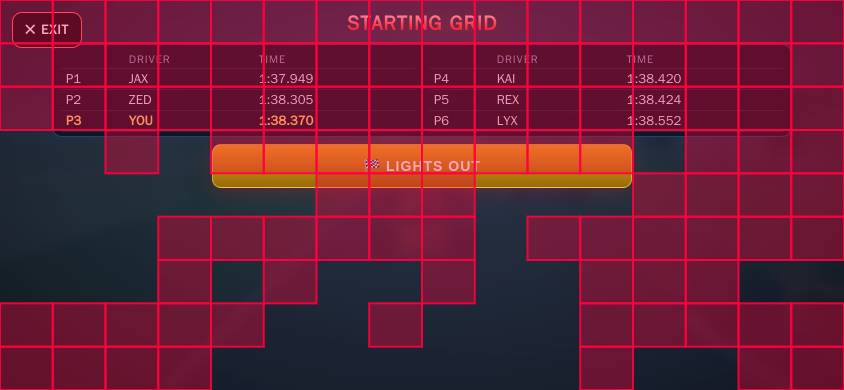 ✕ EXIT
STARTING GRID
DRIVER TIME DRIVER TIME
P1 JAX 1:37.949 P4 KAI 1:38.420
P2 ZED 1:38.305 P5 REX 1:38.424
P3 YOU 1:38.370 P6 LYX 1:38.552
🏁 LIGHTS OUT